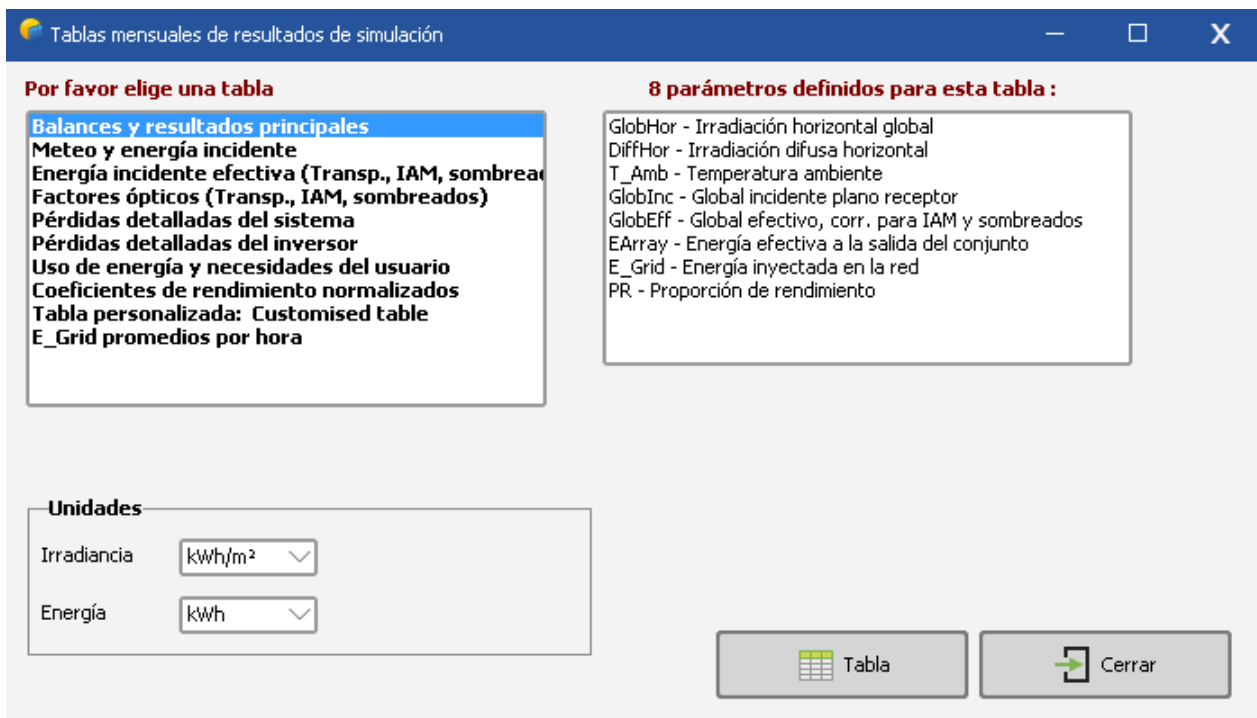 Tablas mensuales de resultados de simulación
Por favor elige una tabla
Balances y resultados principales
Meteo y energía incidente
Energía incidente efectiva (Transp., IAM, sombread
Factores ópticos (Transp., IAM, sombreados)
Pérdidas detalladas del sistema
Pérdidas detalladas del inversor
Uso de energía y necesidades del usuario
Coeficientes de rendimiento normalizados
Tabla personalizada: Customised table
E_Grid promedios por hora
8 parámetros definidos para esta tabla :
GlobHor - Irradiación horizontal global
DiffHor - Irradiación difusa horizontal
T_Amb - Temperatura ambiente
GlobInc - Global incidente plano receptor
GlobEff - Global efectivo, corr. para IAM y sombreados
EArray - Energía efectiva a la salida del conjunto
E_Grid - Energía inyectada en la red
PR - Proporción de rendimiento
Unidades
Irradiancia kWh/m²
Energía kWh
Tabla
Cerrar